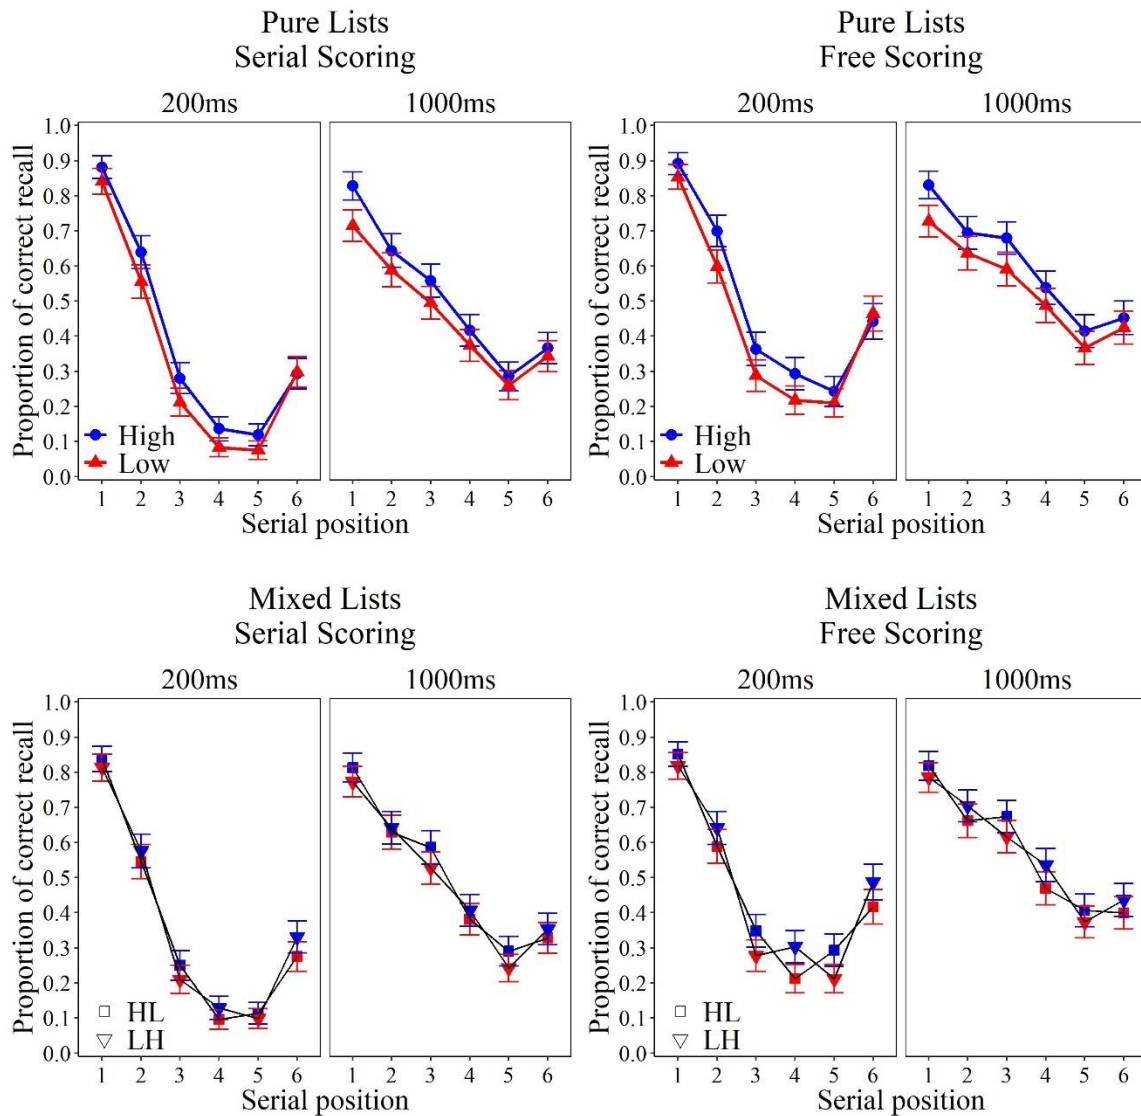 Pure Lists
Serial Scoring
200ms
1000ms
Proportion of correct recall
1.0
0.9
0.8
0.7
0.6
0.5
0.4
0.3
0.2
0.1
0.0
High
Low
1 2 3 4 5 6
1 2 3 4 5 6
Serial position
Pure Lists
Free Scoring
200ms
1000ms
Proportion of correct recall
1.0
0.9
0.8
0.7
0.6
0.5
0.4
0.3
0.2
0.1
0.0
High
Low
1 2 3 4 5 6
1 2 3 4 5 6
Serial position
Mixed Lists
Serial Scoring
200ms
1000ms
Proportion of correct recall
1.0
0.9
0.8
0.7
0.6
0.5
0.4
0.3
0.2
0.1
0.0
HL
LH
1 2 3 4 5 6
1 2 3 4 5 6
Serial position
Mixed Lists
Free Scoring
200ms
1000ms
Proportion of correct recall
1.0
0.9
0.8
0.7
0.6
0.5
0.4
0.3
0.2
0.1
0.0
HL
LH
1 2 3 4 5 6
1 2 3 4 5 6
Serial position